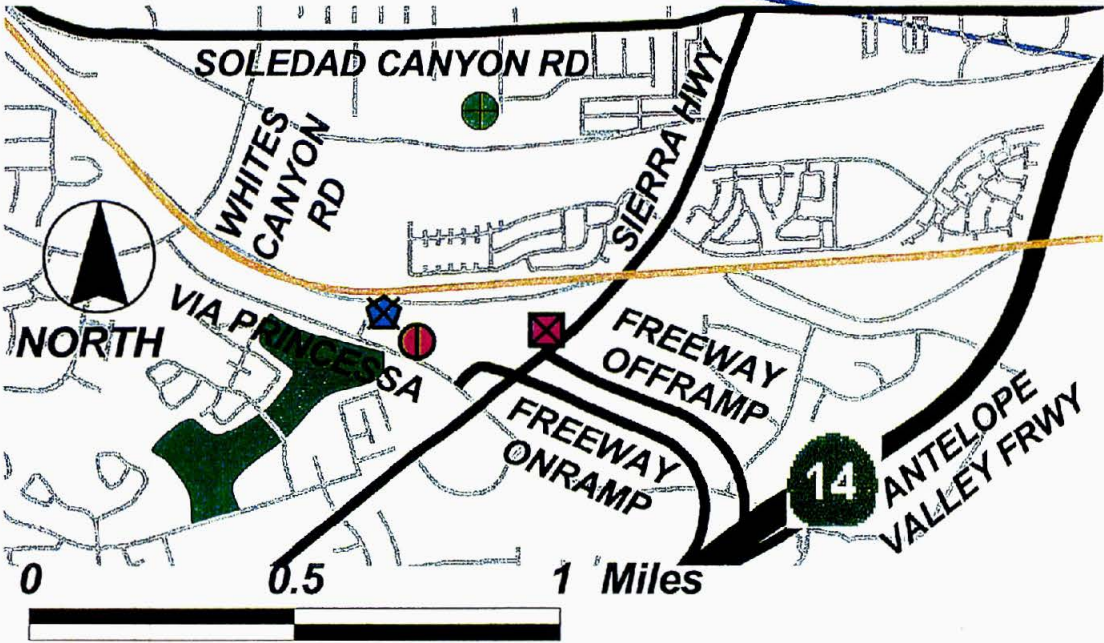 SOLEDAD CANYON RD
WHITES
CANYON
RD
SIERRA HWY
NORTH
VIA PRINCESSA
FREEWAY
OFFRAMP
FREEWAY
ONRAMP
14
ANTELOPE
VALLEY FRWY
0 0.5 1 Miles